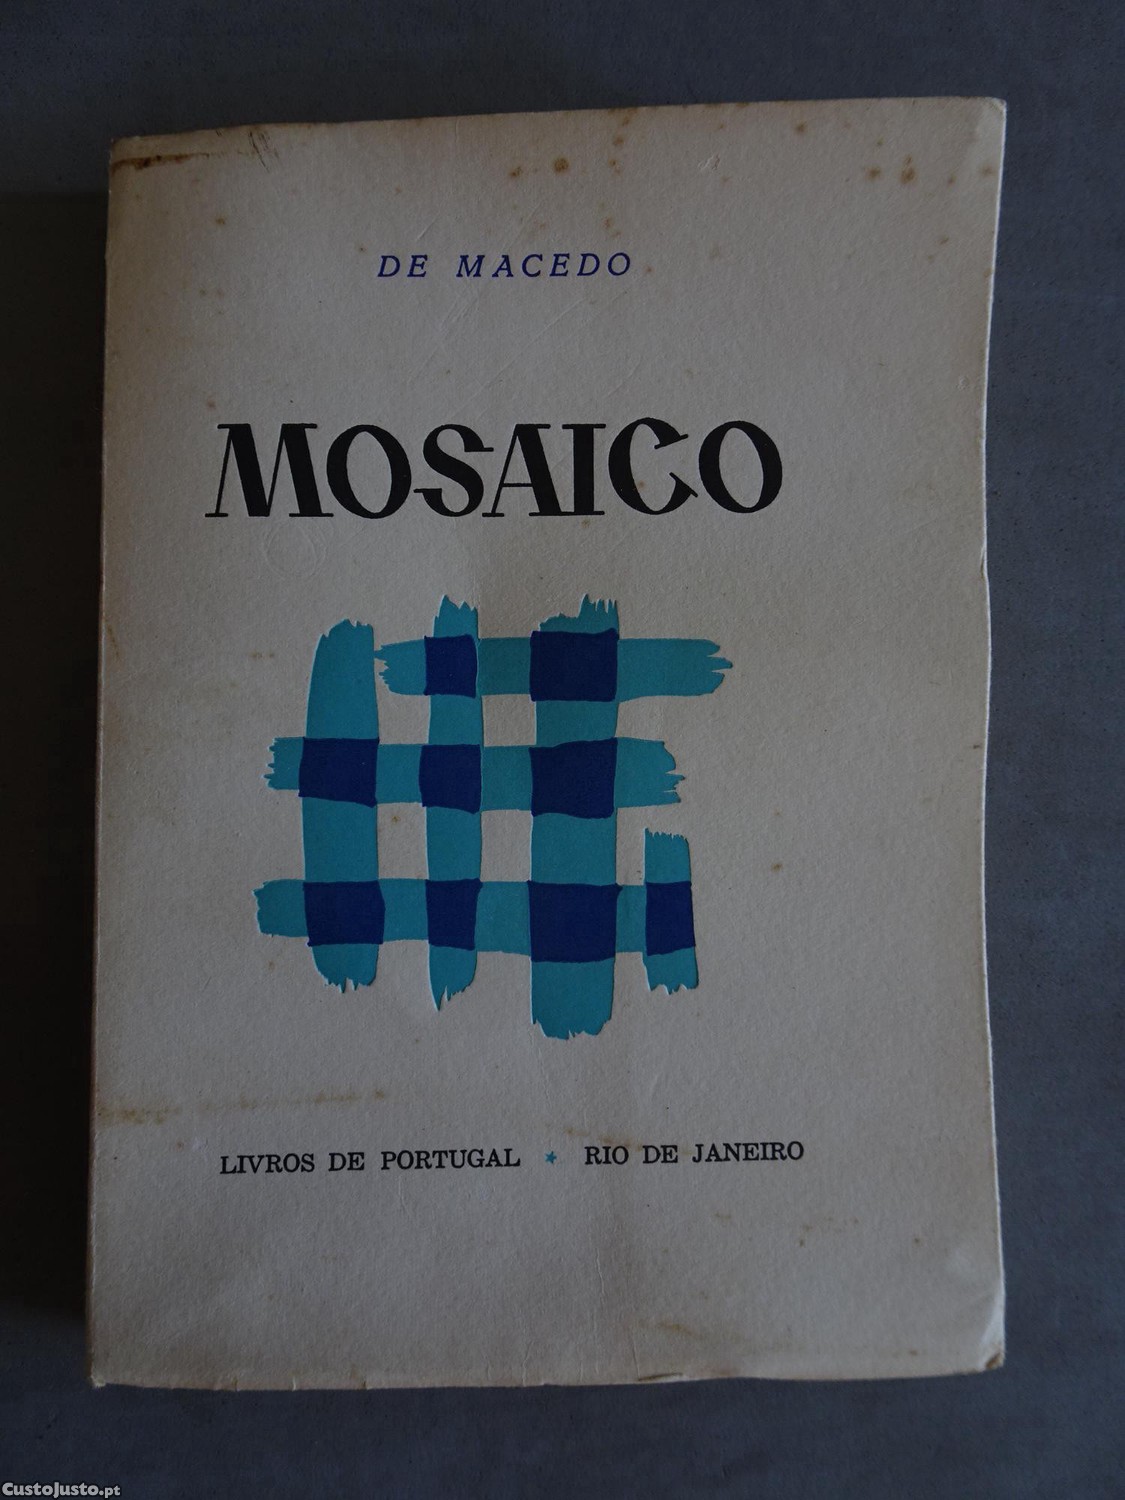 DE MACEDO
MOSAICO
LIVROS DE PORTUGAL * RIO DE JANEIRO
CustoJusto.pt